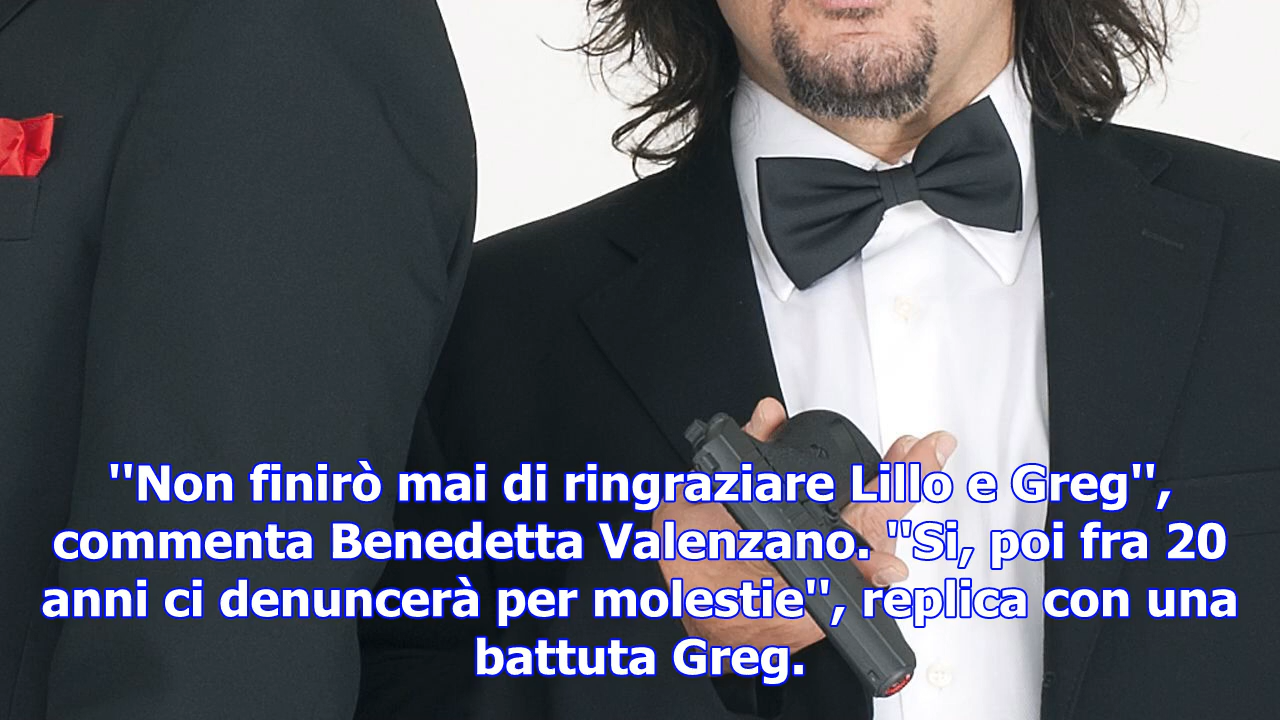 "Non finirò mai di ringraziare Lillo e Greg",
commenta Benedetta Valenzano. "Si, poi fra 20
anni ci denuncerà per molestie", replica con una
battuta Greg.